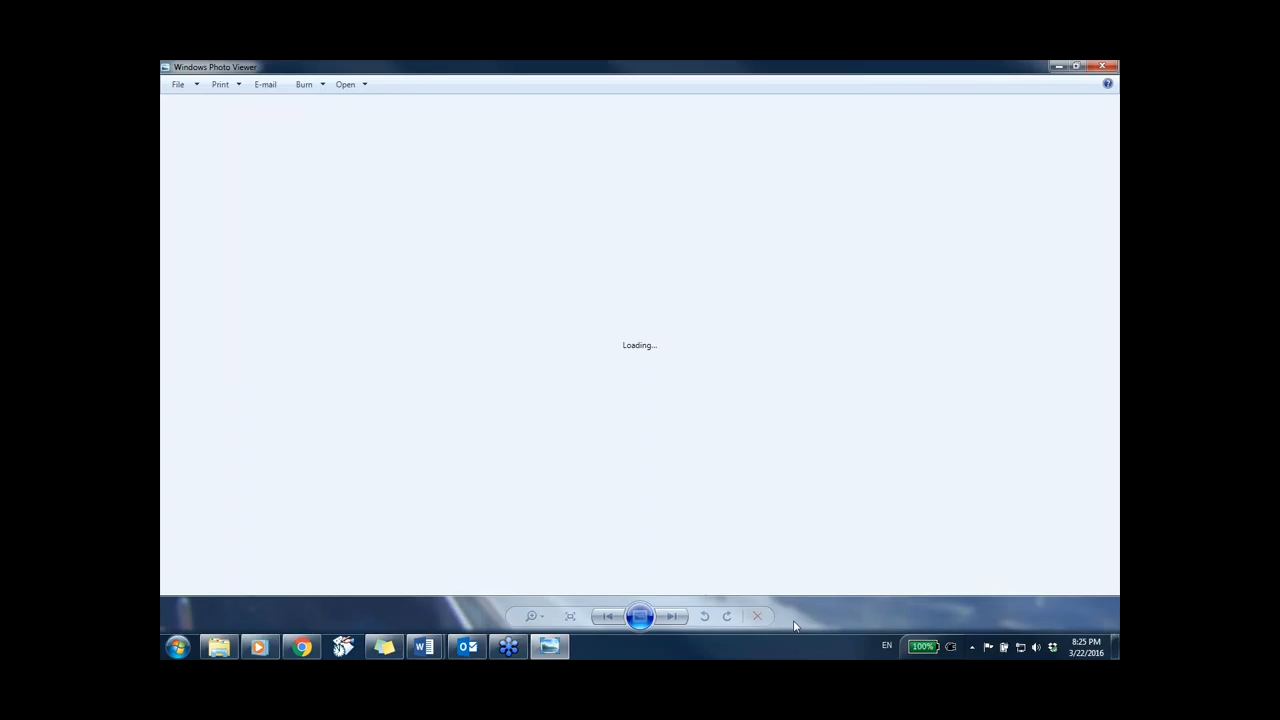 Windows Photo Viewer
File Print E-mail Burn Open
Loading...
EN 100% 8:25 PM
3/22/2016